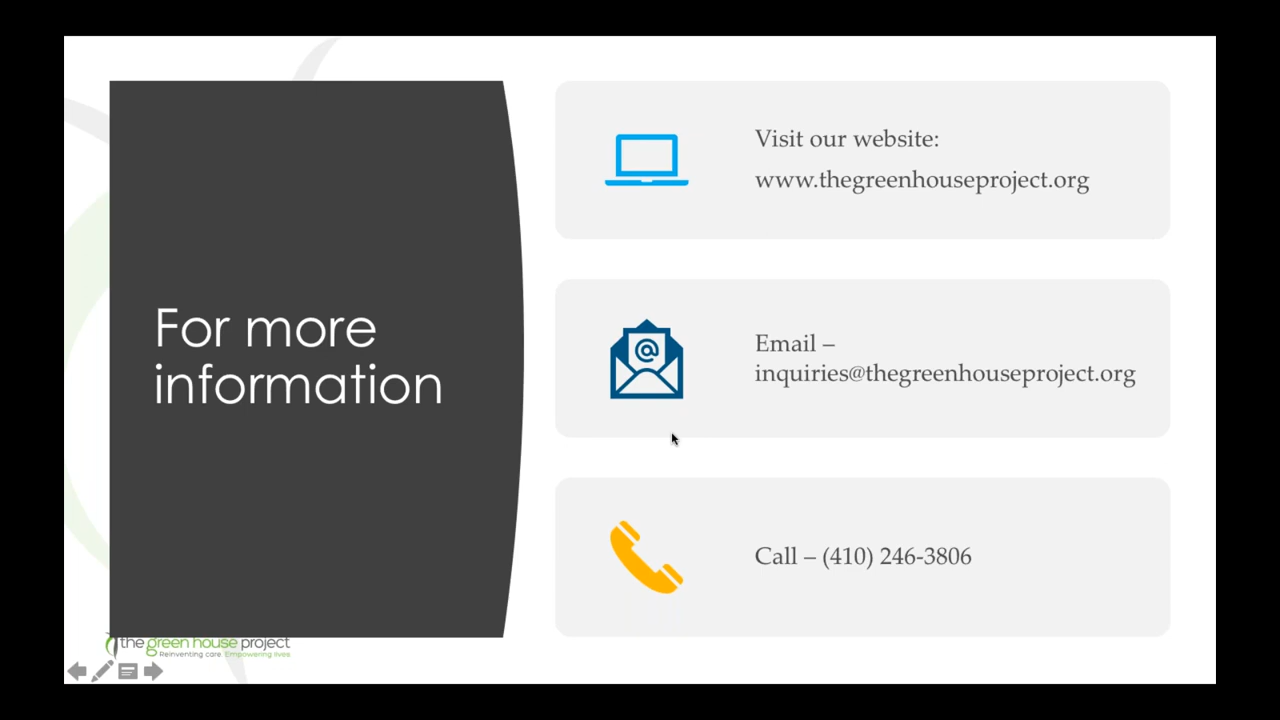 For more
information
Visit our website:
www.thegreenhouseproject.org
Email –
inquiries@thegreenhouseproject.org
@
Call – (410) 246-3806
the green house project
Reinventing care Empowering lives